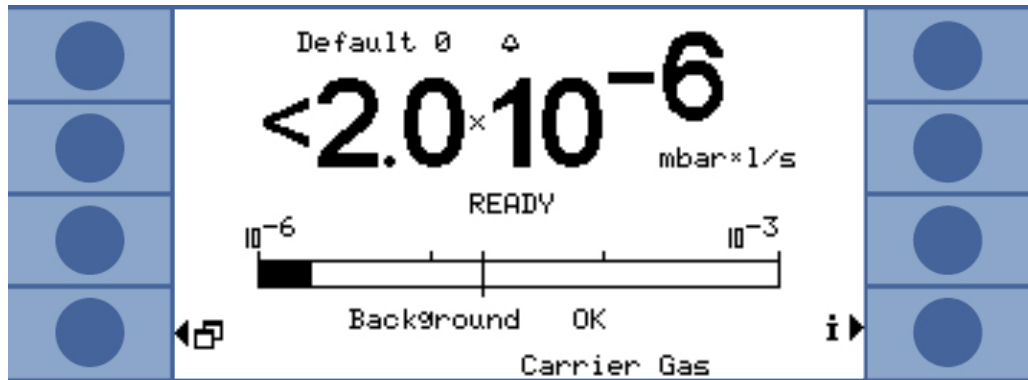 Default 0
<2.0×10⁻⁶
mbar*l/s
READY
10⁻⁶ 10⁻³
Background OK
i
Carrier Gas